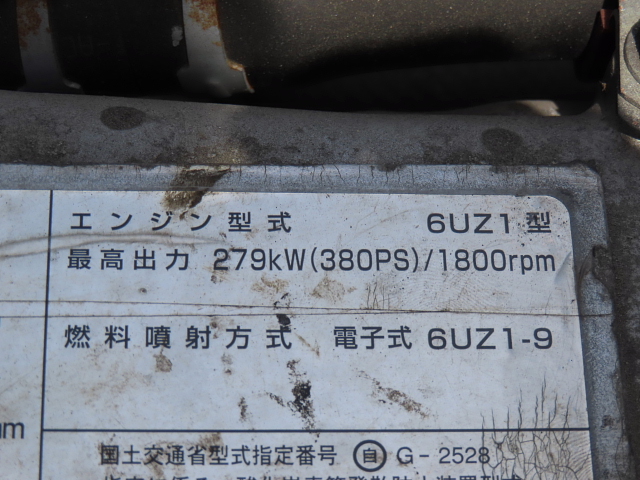 エンジン型式 6UZ1型
最高出力 279kW(380PS)/1800rpm
燃料噴射方式 電子式 6UZ1-9
国土交通省型式指定番号 自 G-2528